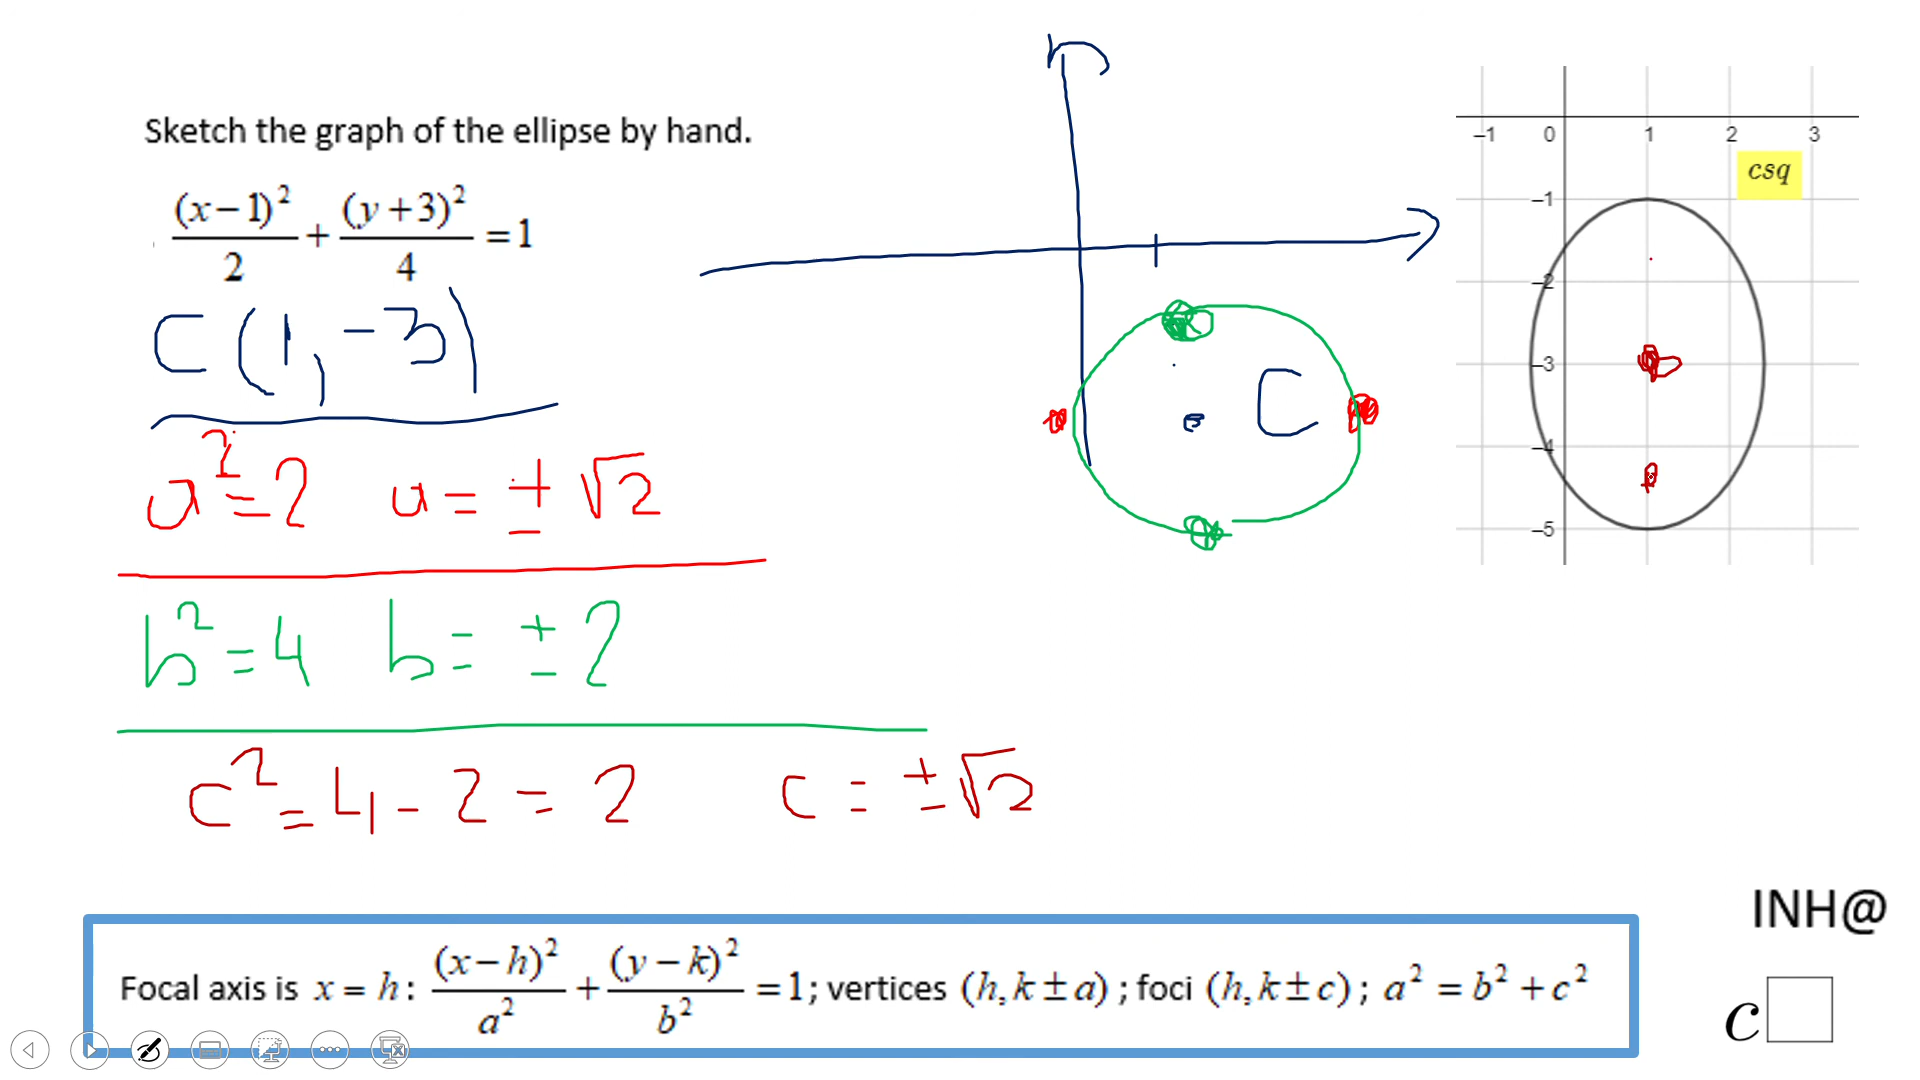 Sketch the graph of the ellipse by hand.
(x−1)²/2 + (y+3)²/4 = 1
C (1, −3)
a² = 2 a = ± √2
b² = 4 b = ± 2
c² = 4 − 2 = 2 c = ± √2
C
−1 0 1 2 3
csq
−1
−2
−3
−4
−5
INH@
Focal axis is x = h: (x−h)²/a² + (y−k)²/b² = 1; vertices (h, k ± a); foci (h, k ± c); a² = b² + c²
c□